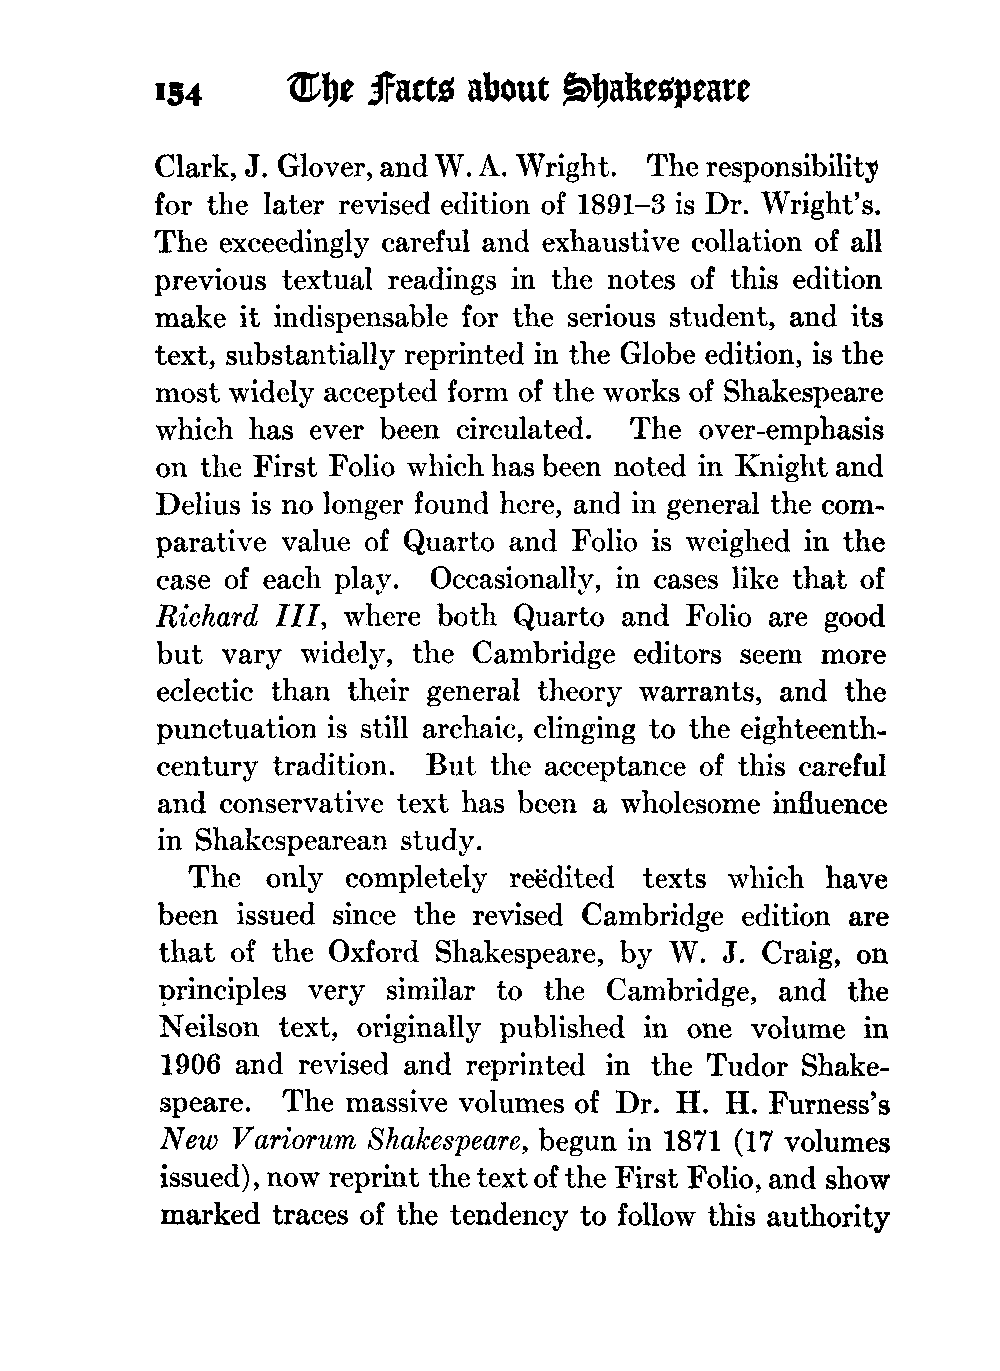 154 The Facts about Shakespeare
Clark, J. Glover, and W. A. Wright. The responsibility
for the later revised edition of 1891–3 is Dr. Wright's.
The exceedingly careful and exhaustive collation of all
previous textual readings in the notes of this edition
make it indispensable for the serious student, and its
text, substantially reprinted in the Globe edition, is the
most widely accepted form of the works of Shakespeare
which has ever been circulated. The over-emphasis
on the First Folio which has been noted in Knight and
Delius is no longer found here, and in general the com-
parative value of Quarto and Folio is weighed in the
case of each play. Occasionally, in cases like that of
Richard III, where both Quarto and Folio are good
but vary widely, the Cambridge editors seem more
eclectic than their general theory warrants, and the
punctuation is still archaic, clinging to the eighteenth-
century tradition. But the acceptance of this careful
and conservative text has been a wholesome influence
in Shakespearean study.
The only completely reëdited texts which have
been issued since the revised Cambridge edition are
that of the Oxford Shakespeare, by W. J. Craig, on
principles very similar to the Cambridge, and the
Neilson text, originally published in one volume in
1906 and revised and reprinted in the Tudor Shake-
speare. The massive volumes of Dr. H. H. Furness's
New Variorum Shakespeare, begun in 1871 (17 volumes
issued), now reprint the text of the First Folio, and show
marked traces of the tendency to follow this authority